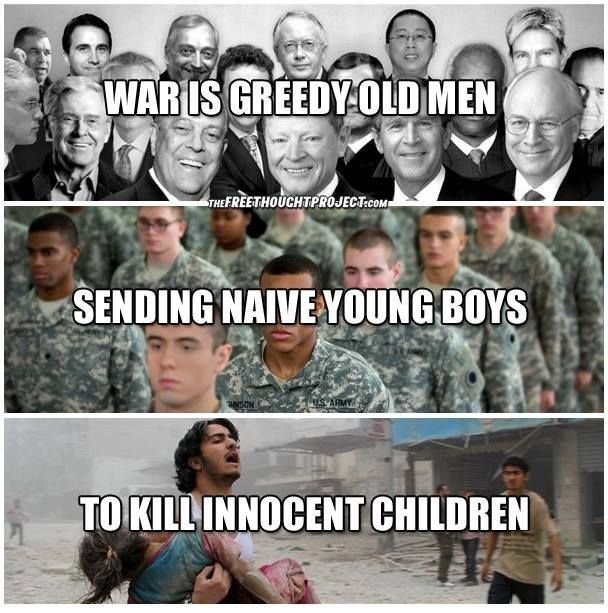 WAR IS GREEDY OLD MEN
THEFREETHOUGHTPROJECT.COM
SENDING NAIVE YOUNG BOYS
U.S. ARMY
TO KILL INNOCENT CHILDREN